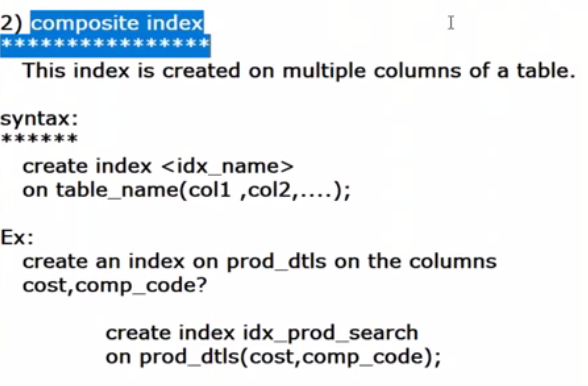 2) composite index
****************
This index is created on multiple columns of a table.
syntax:
******
create index <idx_name>
on table_name(col1 ,col2,....);
Ex:
create an index on prod_dtls on the columns
cost,comp_code?
create index idx_prod_search
on prod_dtls(cost,comp_code);